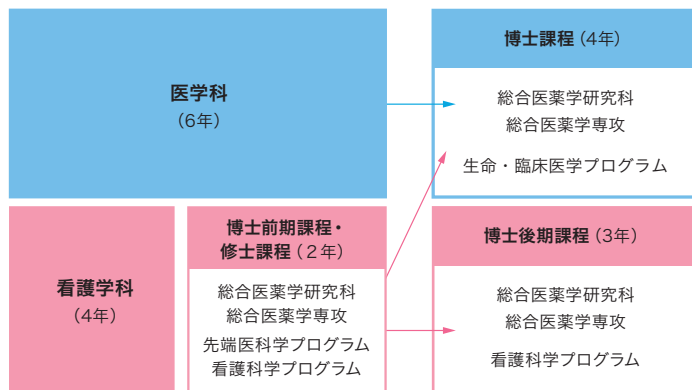 医学科
(6年)
博士課程(4年)
総合医薬学研究科
総合医薬学専攻
生命・臨床医学プログラム
看護学科
(4年)
博士前期課程・
修士課程(2年)
総合医薬学研究科
総合医薬学専攻
先端医科学プログラム
看護科学プログラム
博士後期課程(3年)
総合医薬学研究科
総合医薬学専攻
看護科学プログラム